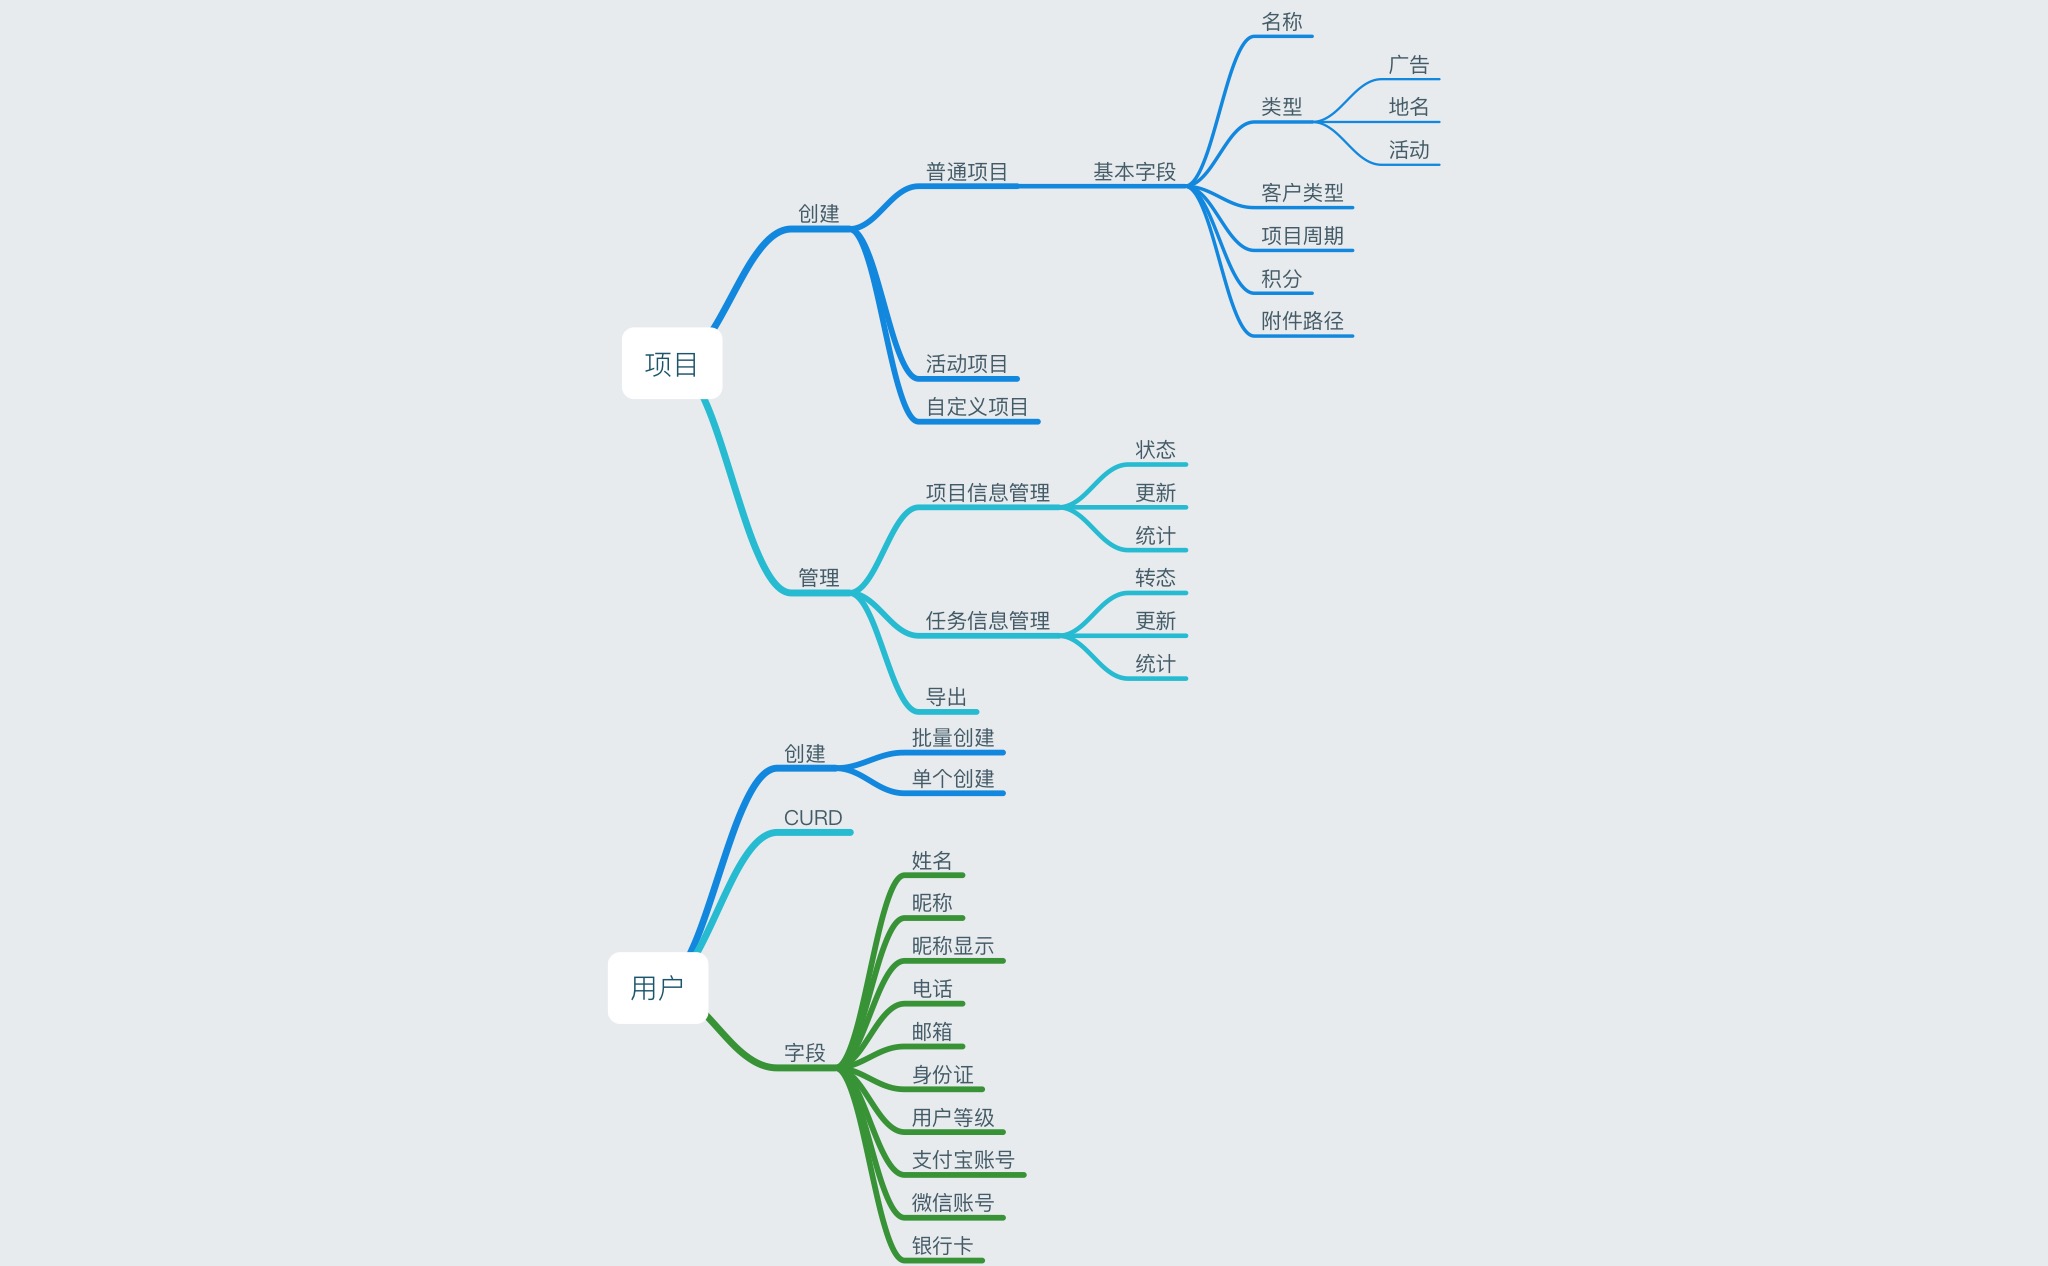 项目
创建
普通项目
基本字段
名称
类型
广告
地名
活动
客户类型
项目周期
积分
附件路径
活动项目
自定义项目
管理
项目信息管理
状态
更新
统计
任务信息管理
转态
更新
统计
导出
用户
创建
批量创建
单个创建
CURD
字段
姓名
昵称
昵称显示
电话
邮箱
身份证
用户等级
支付宝账号
微信账号
银行卡